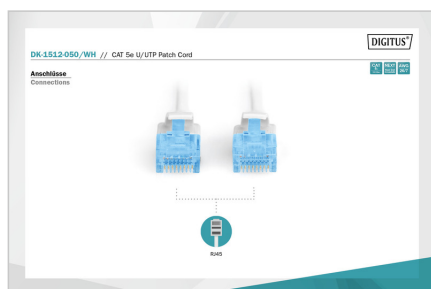 DIGITUS®
DK-1512-050/WH // CAT 5e U/UTP Patch Cord
Anschlüsse
Connections
RJ45